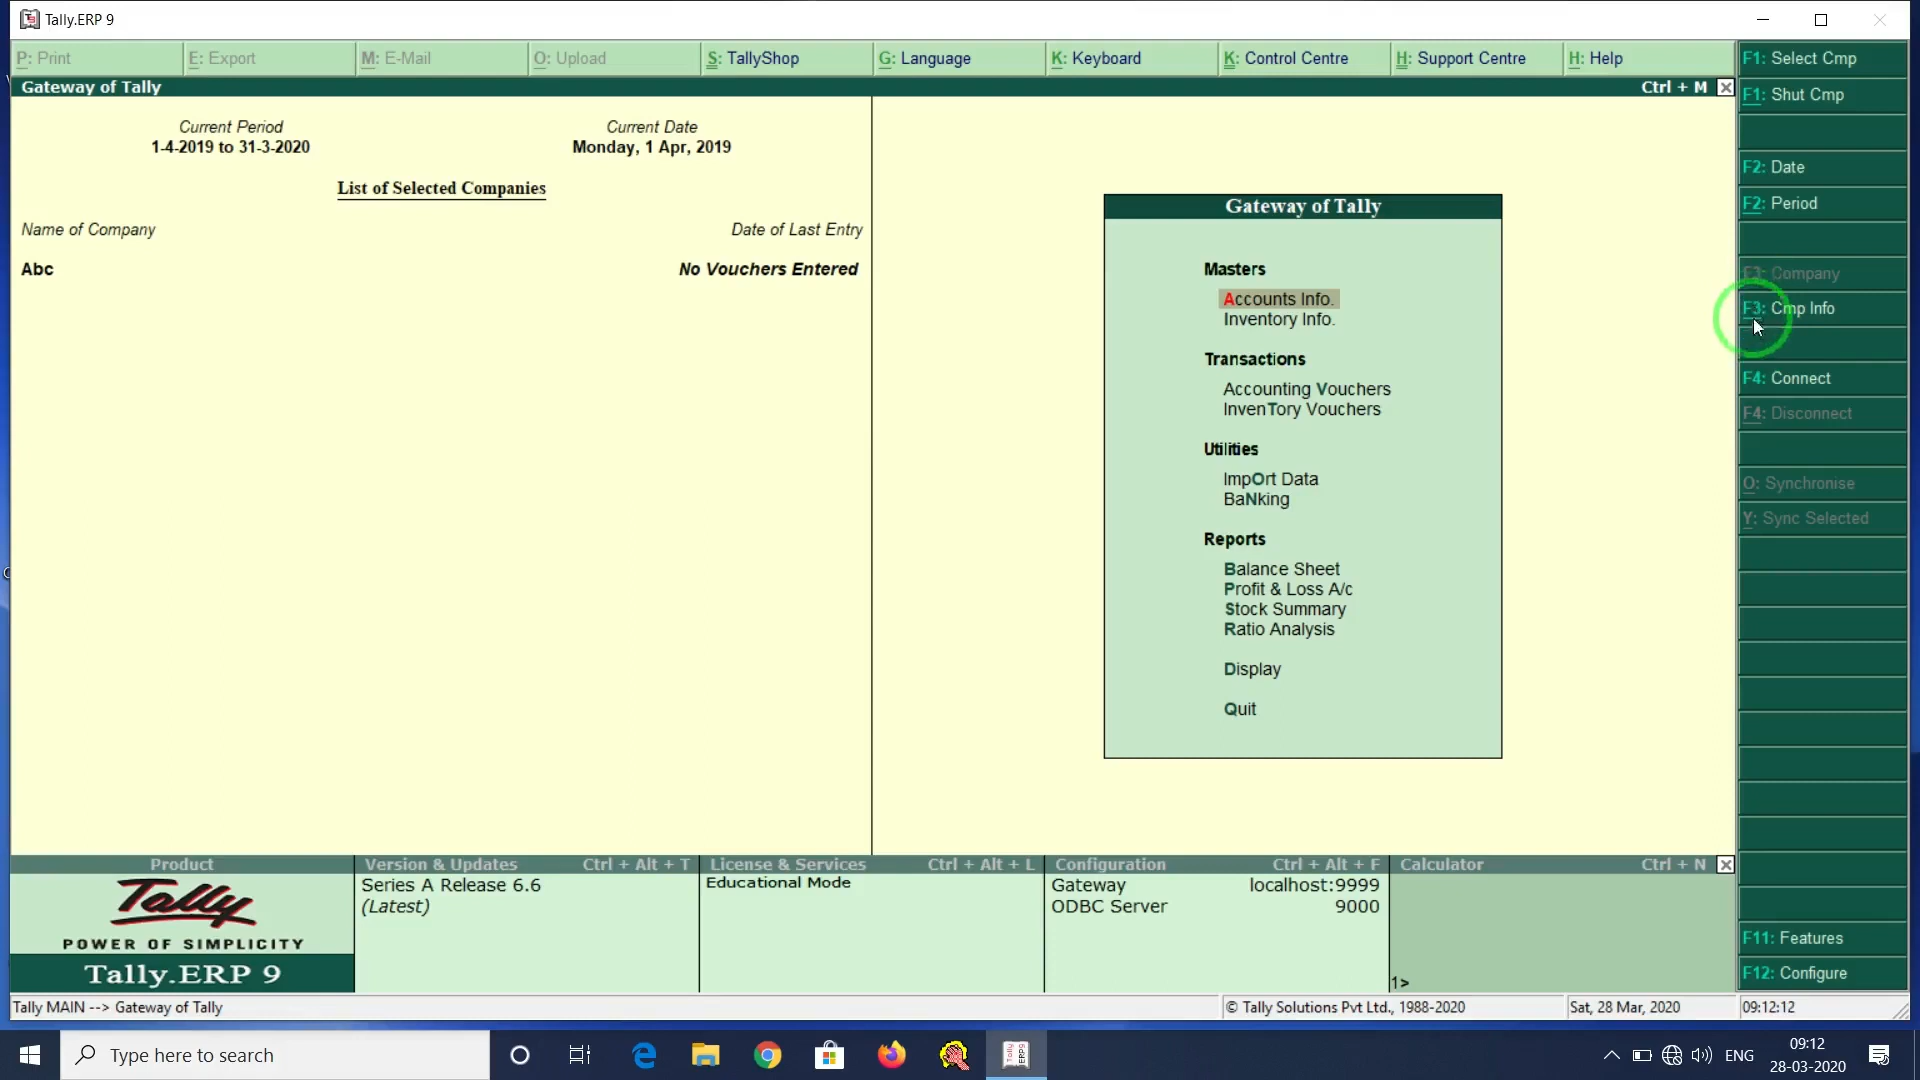 Tally.ERP 9
P: Print
E: Export
M: E-Mail
O: Upload
S: TallyShop
G: Language
K: Keyboard
K: Control Centre
H: Support Centre
H: Help
Gateway of Tally
Ctrl + M
Current Period
1-4-2019 to 31-3-2020
Current Date
Monday, 1 Apr, 2019
List of Selected Companies
Name of Company
Date of Last Entry
Abc
No Vouchers Entered
Gateway of Tally
Masters
Accounts Info.
Inventory Info.
Transactions
Accounting Vouchers
InvenTory Vouchers
Utilities
ImpOrt Data
BaNking
Reports
Balance Sheet
Profit & Loss A/c
Stock Summary
Ratio Analysis
Display
Quit
F1: Select Cmp
F1: Shut Cmp
F2: Date
F2: Period
F3: Company
F3: Cmp Info
F4: Connect
F4: Disconnect
O: Synchronise
Y: Sync Selected
F11: Features
F12: Configure
Product
Tally
POWER OF SIMPLICITY
Tally.ERP 9
Version & Updates
Ctrl + Alt + T
Series A Release 6.6
(Latest)
License & Services
Ctrl + Alt + L
Educational Mode
Configuration
Ctrl + Alt + F
Gateway
localhost:9999
ODBC Server
9000
Calculator
Ctrl + N
1>
Tally MAIN --> Gateway of Tally
© Tally Solutions Pvt Ltd., 1988-2020
Sat, 28 Mar, 2020
09:12:12
Type here to search
ENG
09:12
28-03-2020